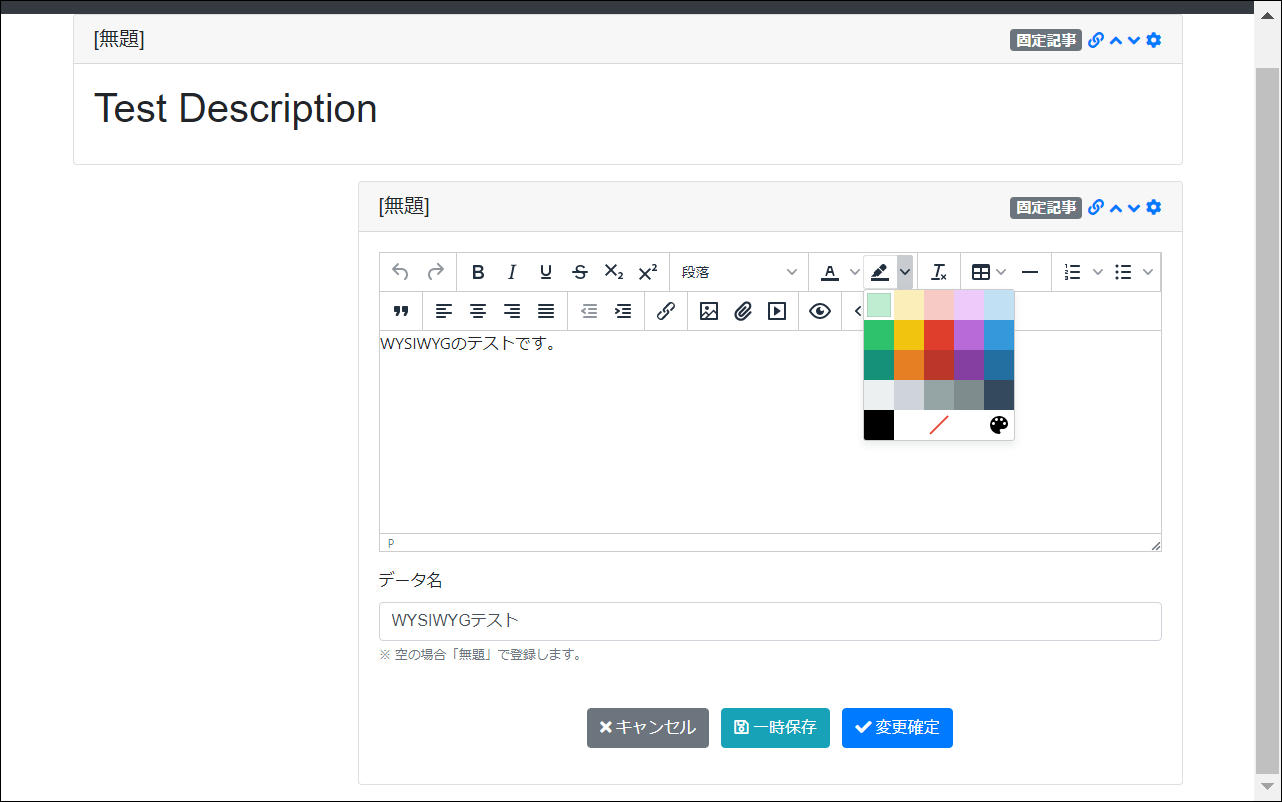 [無題] 固定記事
Test Description
[無題] 固定記事
B I U S X₂ X² 段落 A
WYSIWYGのテストです。
P
データ名
WYSIWYGテスト
※ 空の場合「無題」で登録します。
キャンセル 一時保存 変更確定